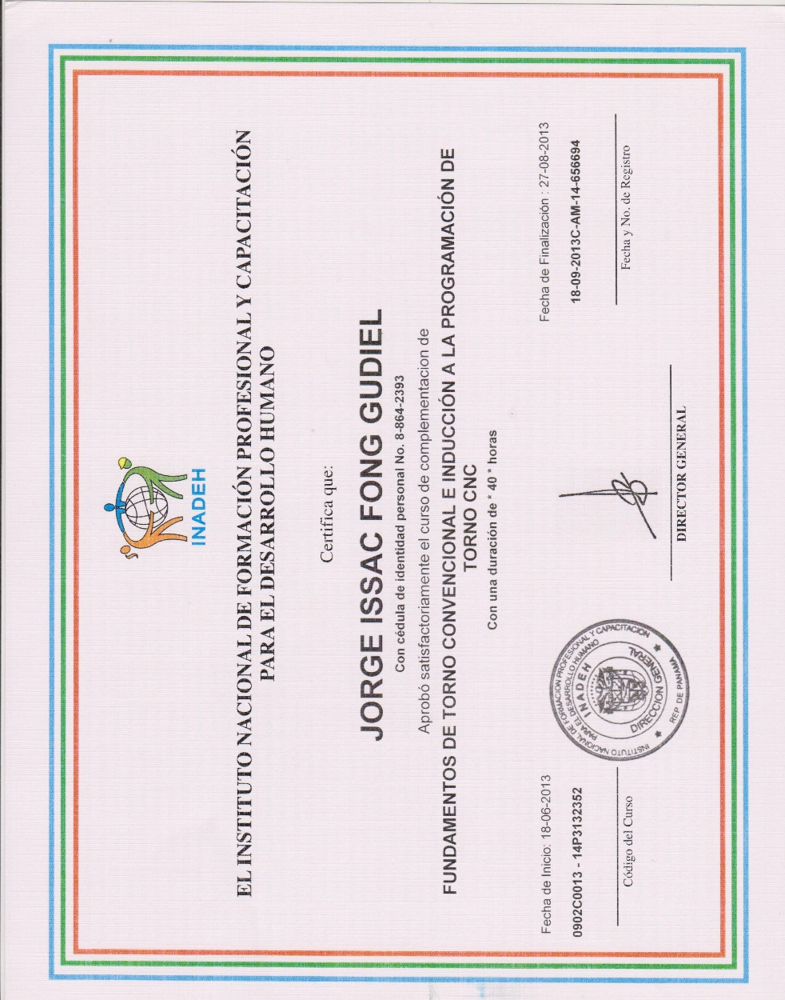 INADEH
EL INSTITUTO NACIONAL DE FORMACIÓN PROFESIONAL Y CAPACITACIÓN
PARA EL DESARROLLO HUMANO
Certifica que:
JORGE ISSAC FONG GUDIEL
Con cédula de identidad personal No. 8-864-2393
Aprobó satisfactoriamente el curso de complementacion de
FUNDAMENTOS DE TORNO CONVENCIONAL E INDUCCIÓN A LA PROGRAMACIÓN DE
TORNO CNC
Con una duración de * 40 * horas
Fecha de Inicio: 18-06-2013
Fecha de Finalización : 27-08-2013
0902C0013 - 14P3132352
18-09-2013C-AM-14-656694
Código del Curso
Fecha y No. de Registro
INSTITUTO NACIONAL DE FORMACION PROFESIONAL Y CAPACITACION
PARA EL DESARROLLO HUMANO
INADEH
DIRECCION GENERAL
REP. DE PANAMA
DIRECTOR GENERAL